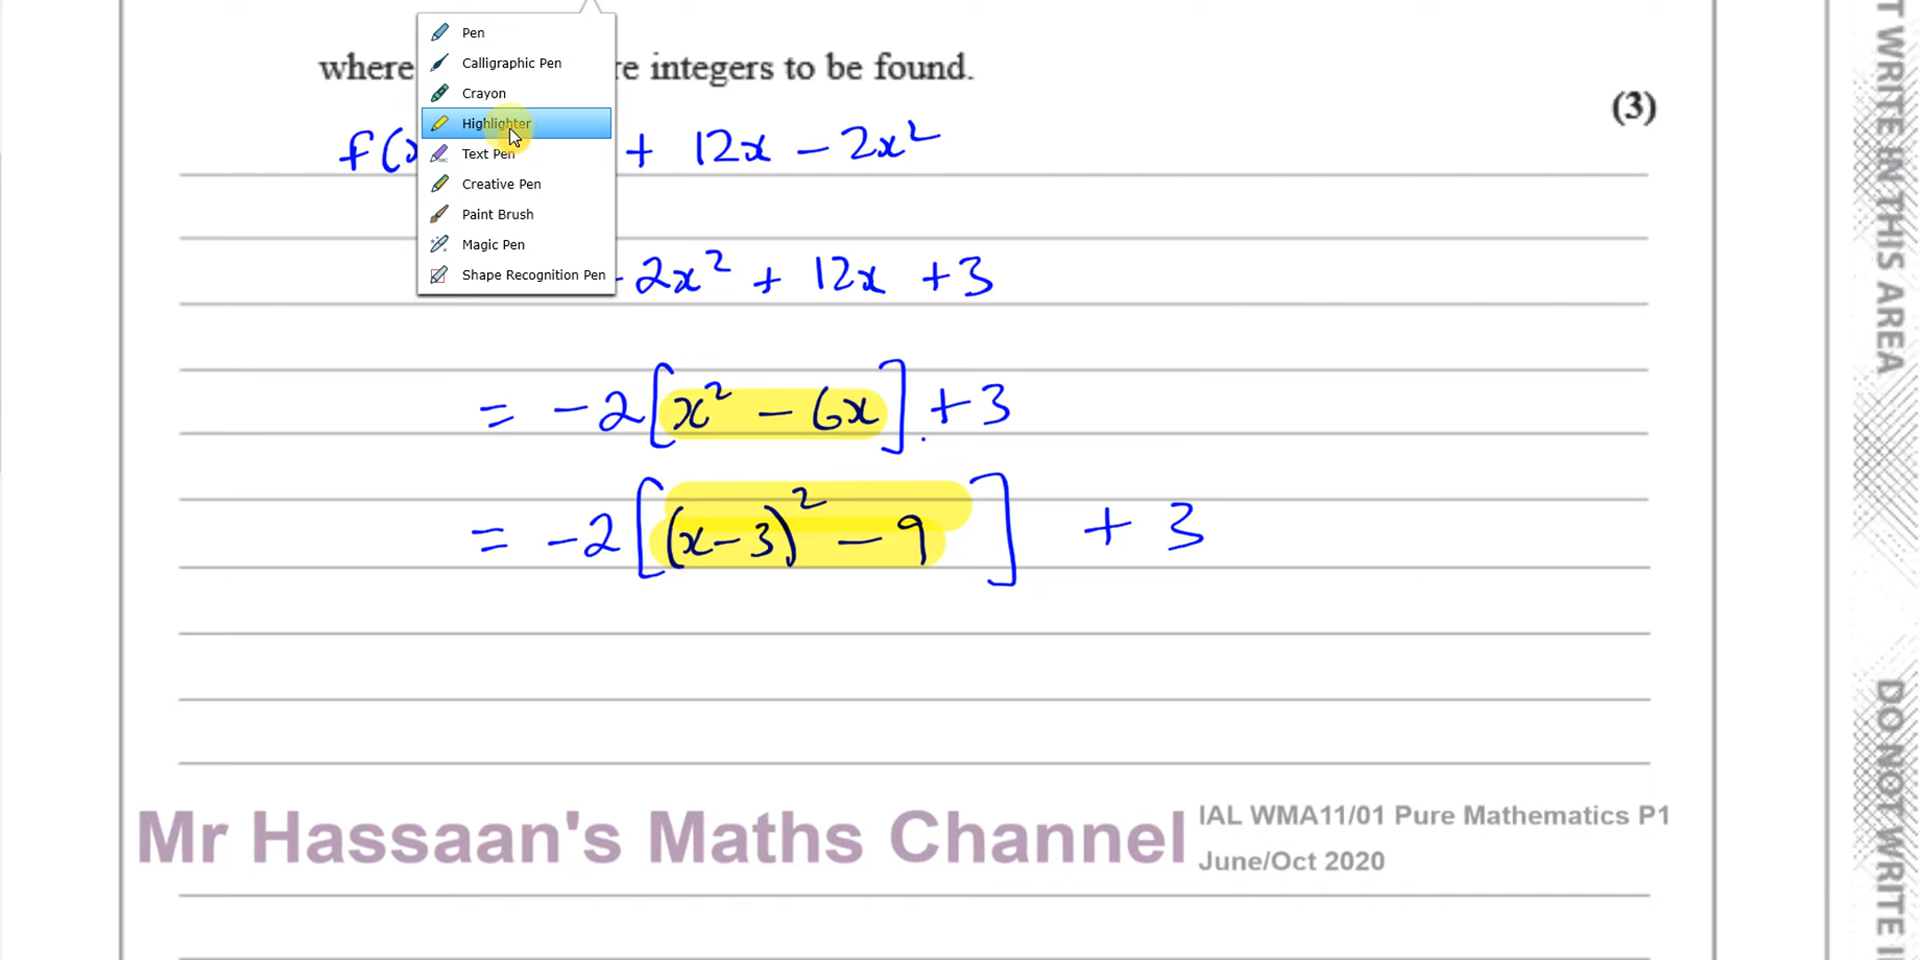 Pen
Calligraphic Pen
Crayon
Highlighter
Text Pen
Creative Pen
Paint Brush
Magic Pen
Shape Recognition Pen
where re integers to be found.
(3)
f(x + 12x - 2x²
-2x² + 12x +3
= -2[x² - 6x] +3
= -2[(x-3)² - 9] + 3
Mr Hassaan's Maths Channel
IAL WMA11/01 Pure Mathematics P1
June/Oct 2020
T WRITE IN THIS AREA
DO NOT WRITE I